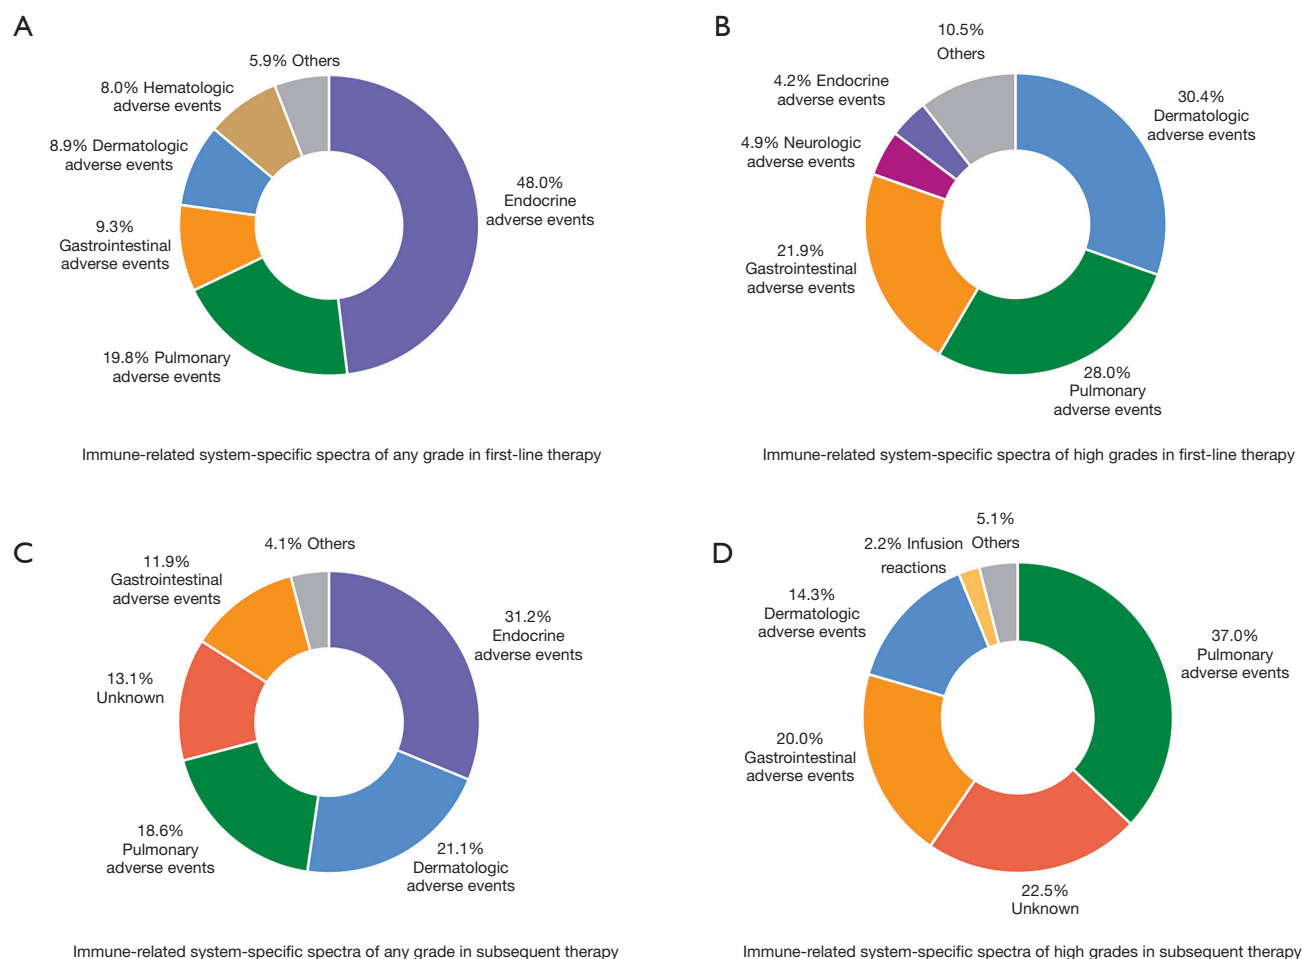 A
5.9% Others
8.0% Hematologic
adverse events
8.9% Dermatologic
adverse events
9.3%
Gastrointestinal
adverse events
19.8% Pulmonary
adverse events
48.0%
Endocrine
adverse events
Immune-related system-specific spectra of any grade in first-line therapy
B
10.5%
Others
4.2% Endocrine
adverse events
4.9% Neurologic
adverse events
21.9%
Gastrointestinal
adverse events
30.4%
Dermatologic
adverse events
28.0%
Pulmonary
adverse events
Immune-related system-specific spectra of high grades in first-line therapy
C
4.1% Others
11.9%
Gastrointestinal
adverse events
13.1%
Unknown
18.6%
Pulmonary
adverse events
31.2%
Endocrine
adverse events
21.1%
Dermatologic
adverse events
Immune-related system-specific spectra of any grade in subsequent therapy
D
5.1%
Others
2.2% Infusion
reactions
14.3%
Dermatologic
adverse events
20.0%
Gastrointestinal
adverse events
37.0%
Pulmonary
adverse events
22.5%
Unknown
Immune-related system-specific spectra of high grades in subsequent therapy